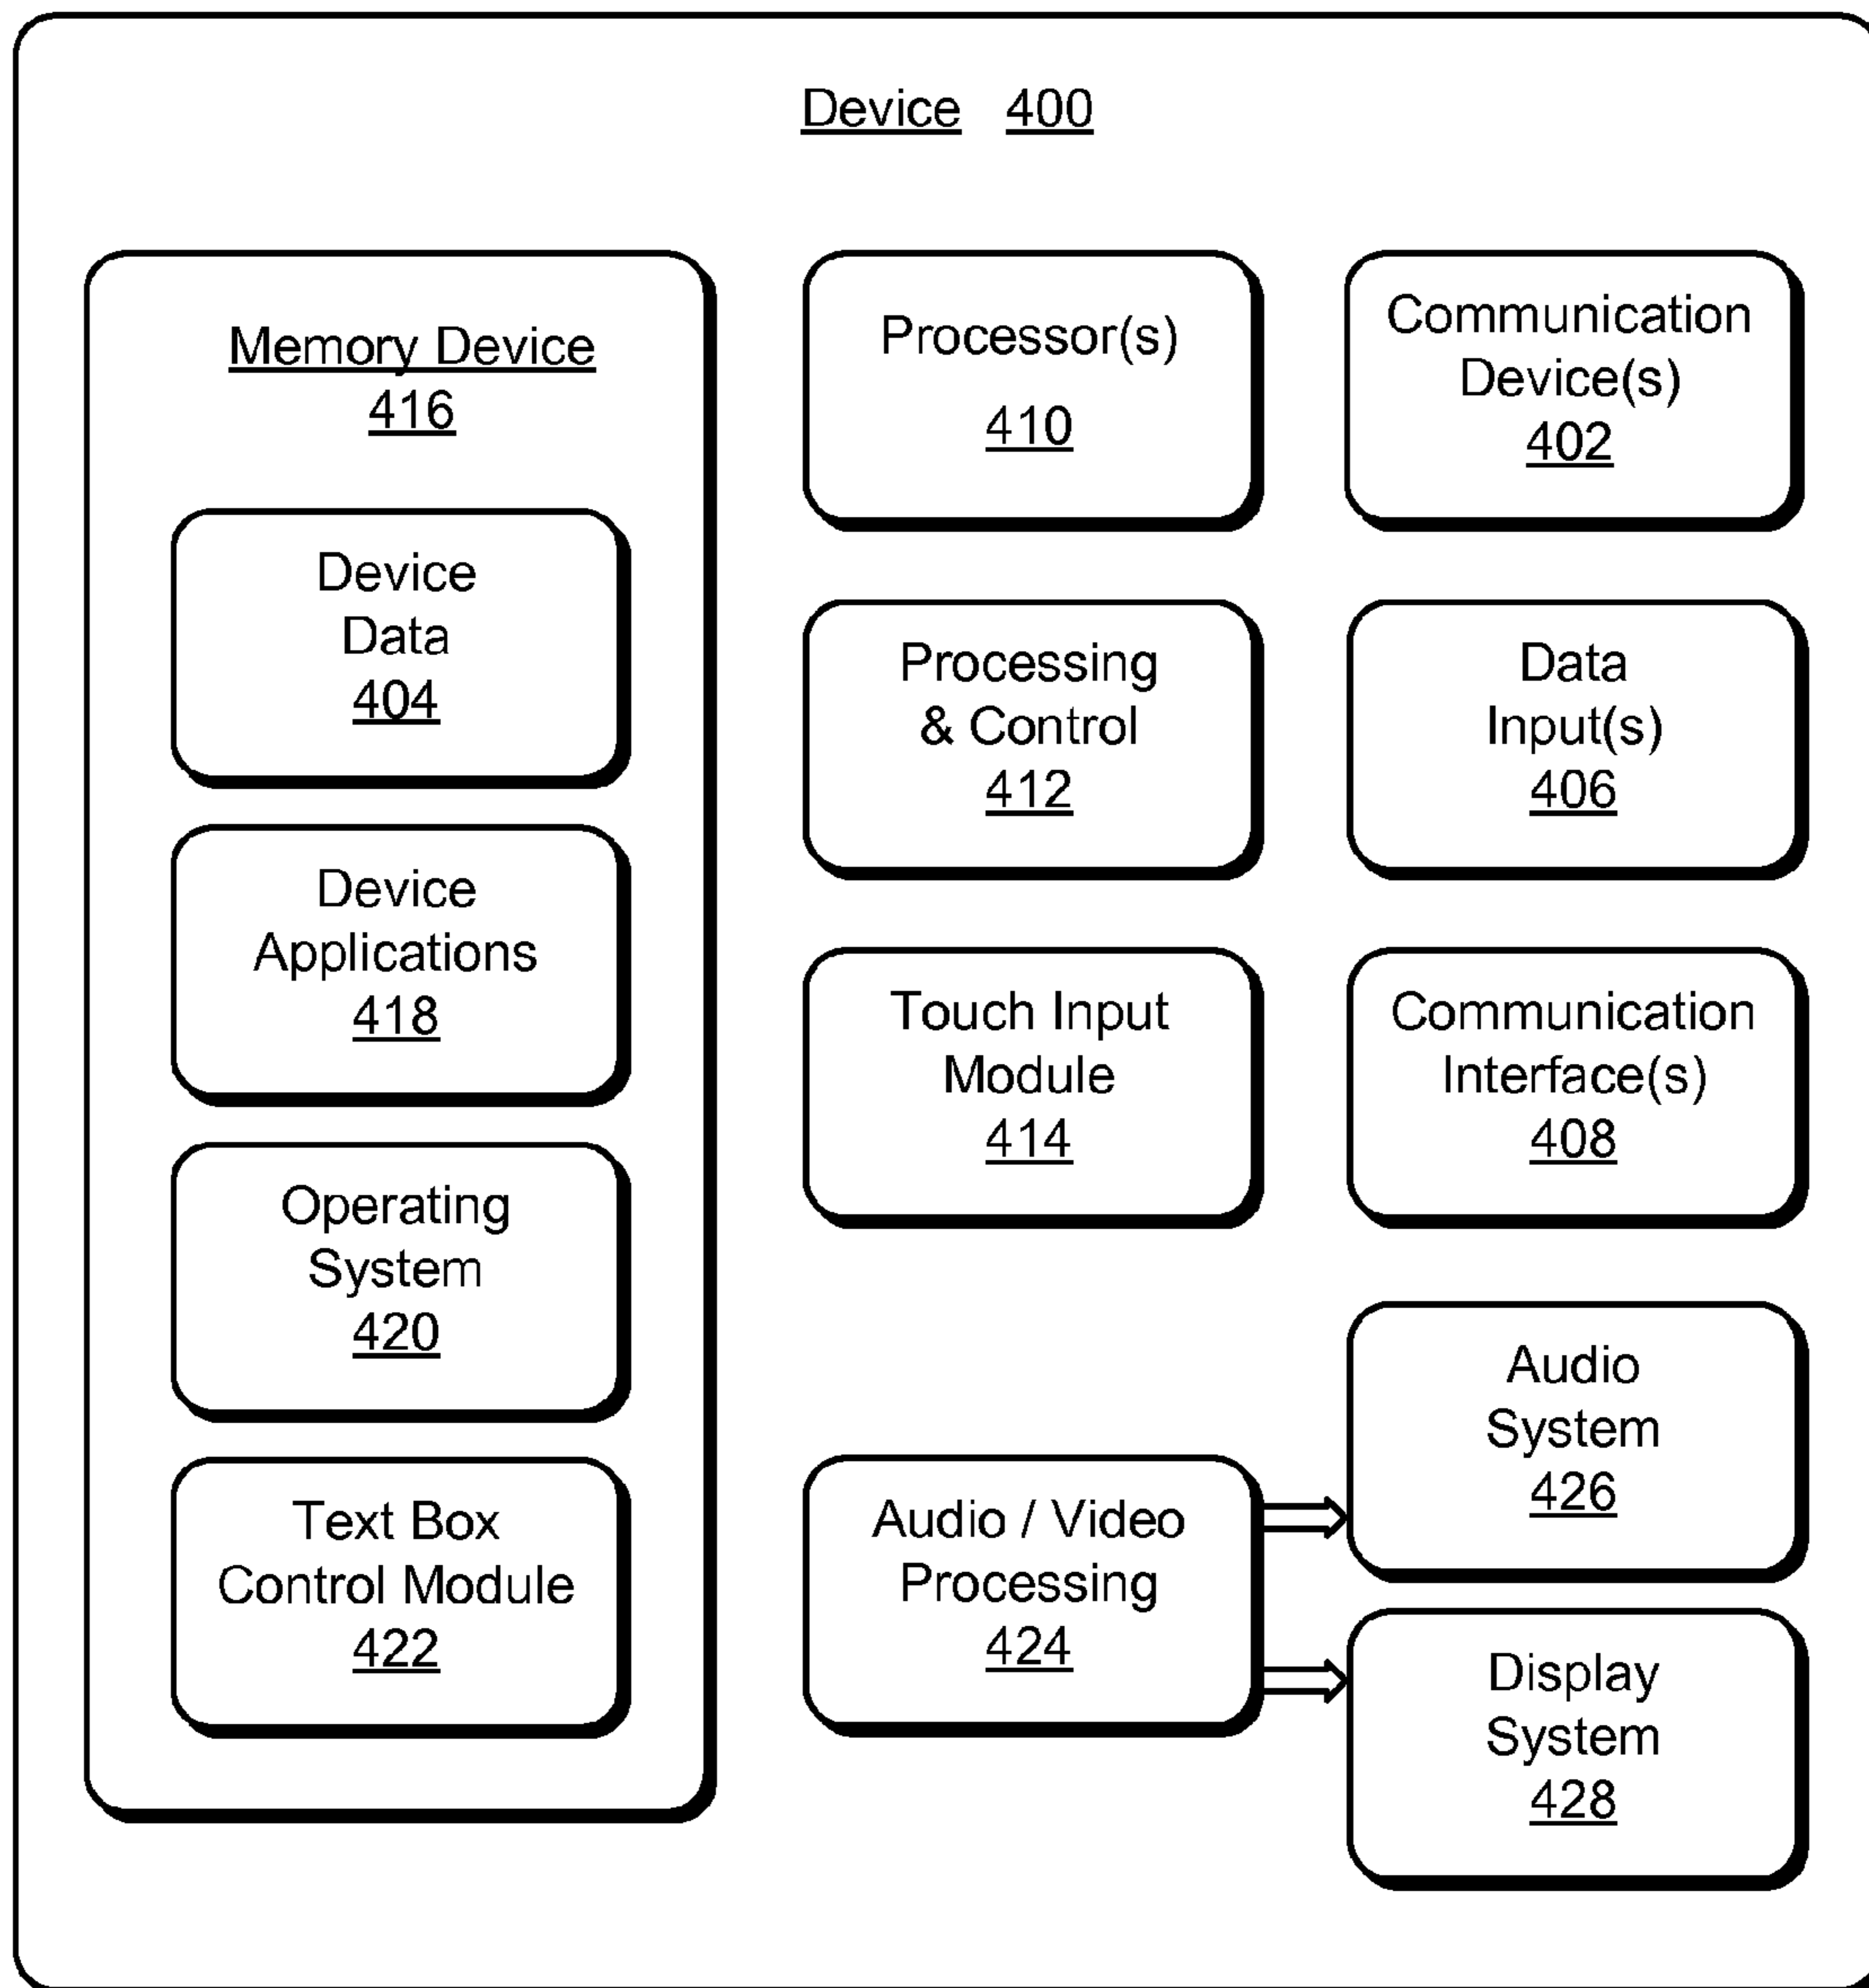 Device 400
Memory Device
416
Device
Data
404
Device
Applications
418
Operating
System
420
Text Box
Control Module
422
Processor(s)
410
Processing
& Control
412
Touch Input
Module
414
Audio / Video
Processing
424
Communication
Device(s)
402
Data
Input(s)
406
Communication
Interface(s)
408
Audio
System
426
Display
System
428